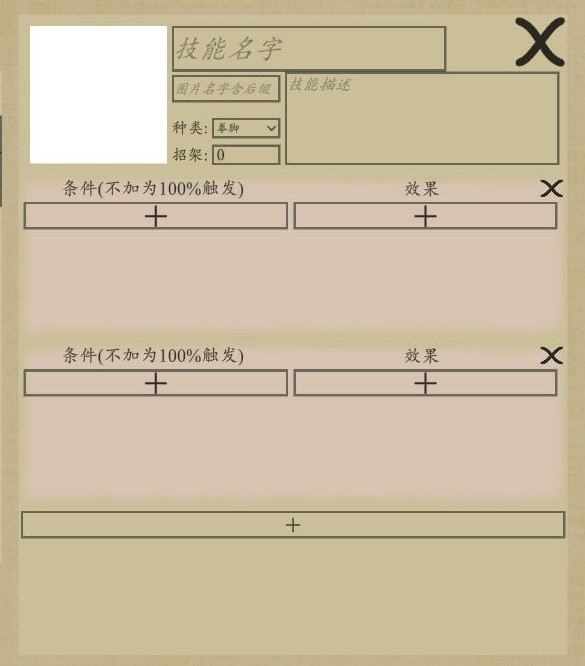 技能名字
图片名字含后缀
技能描述
种类: 拳脚
招架: 0
条件(不加为100%触发) 效果
条件(不加为100%触发) 效果